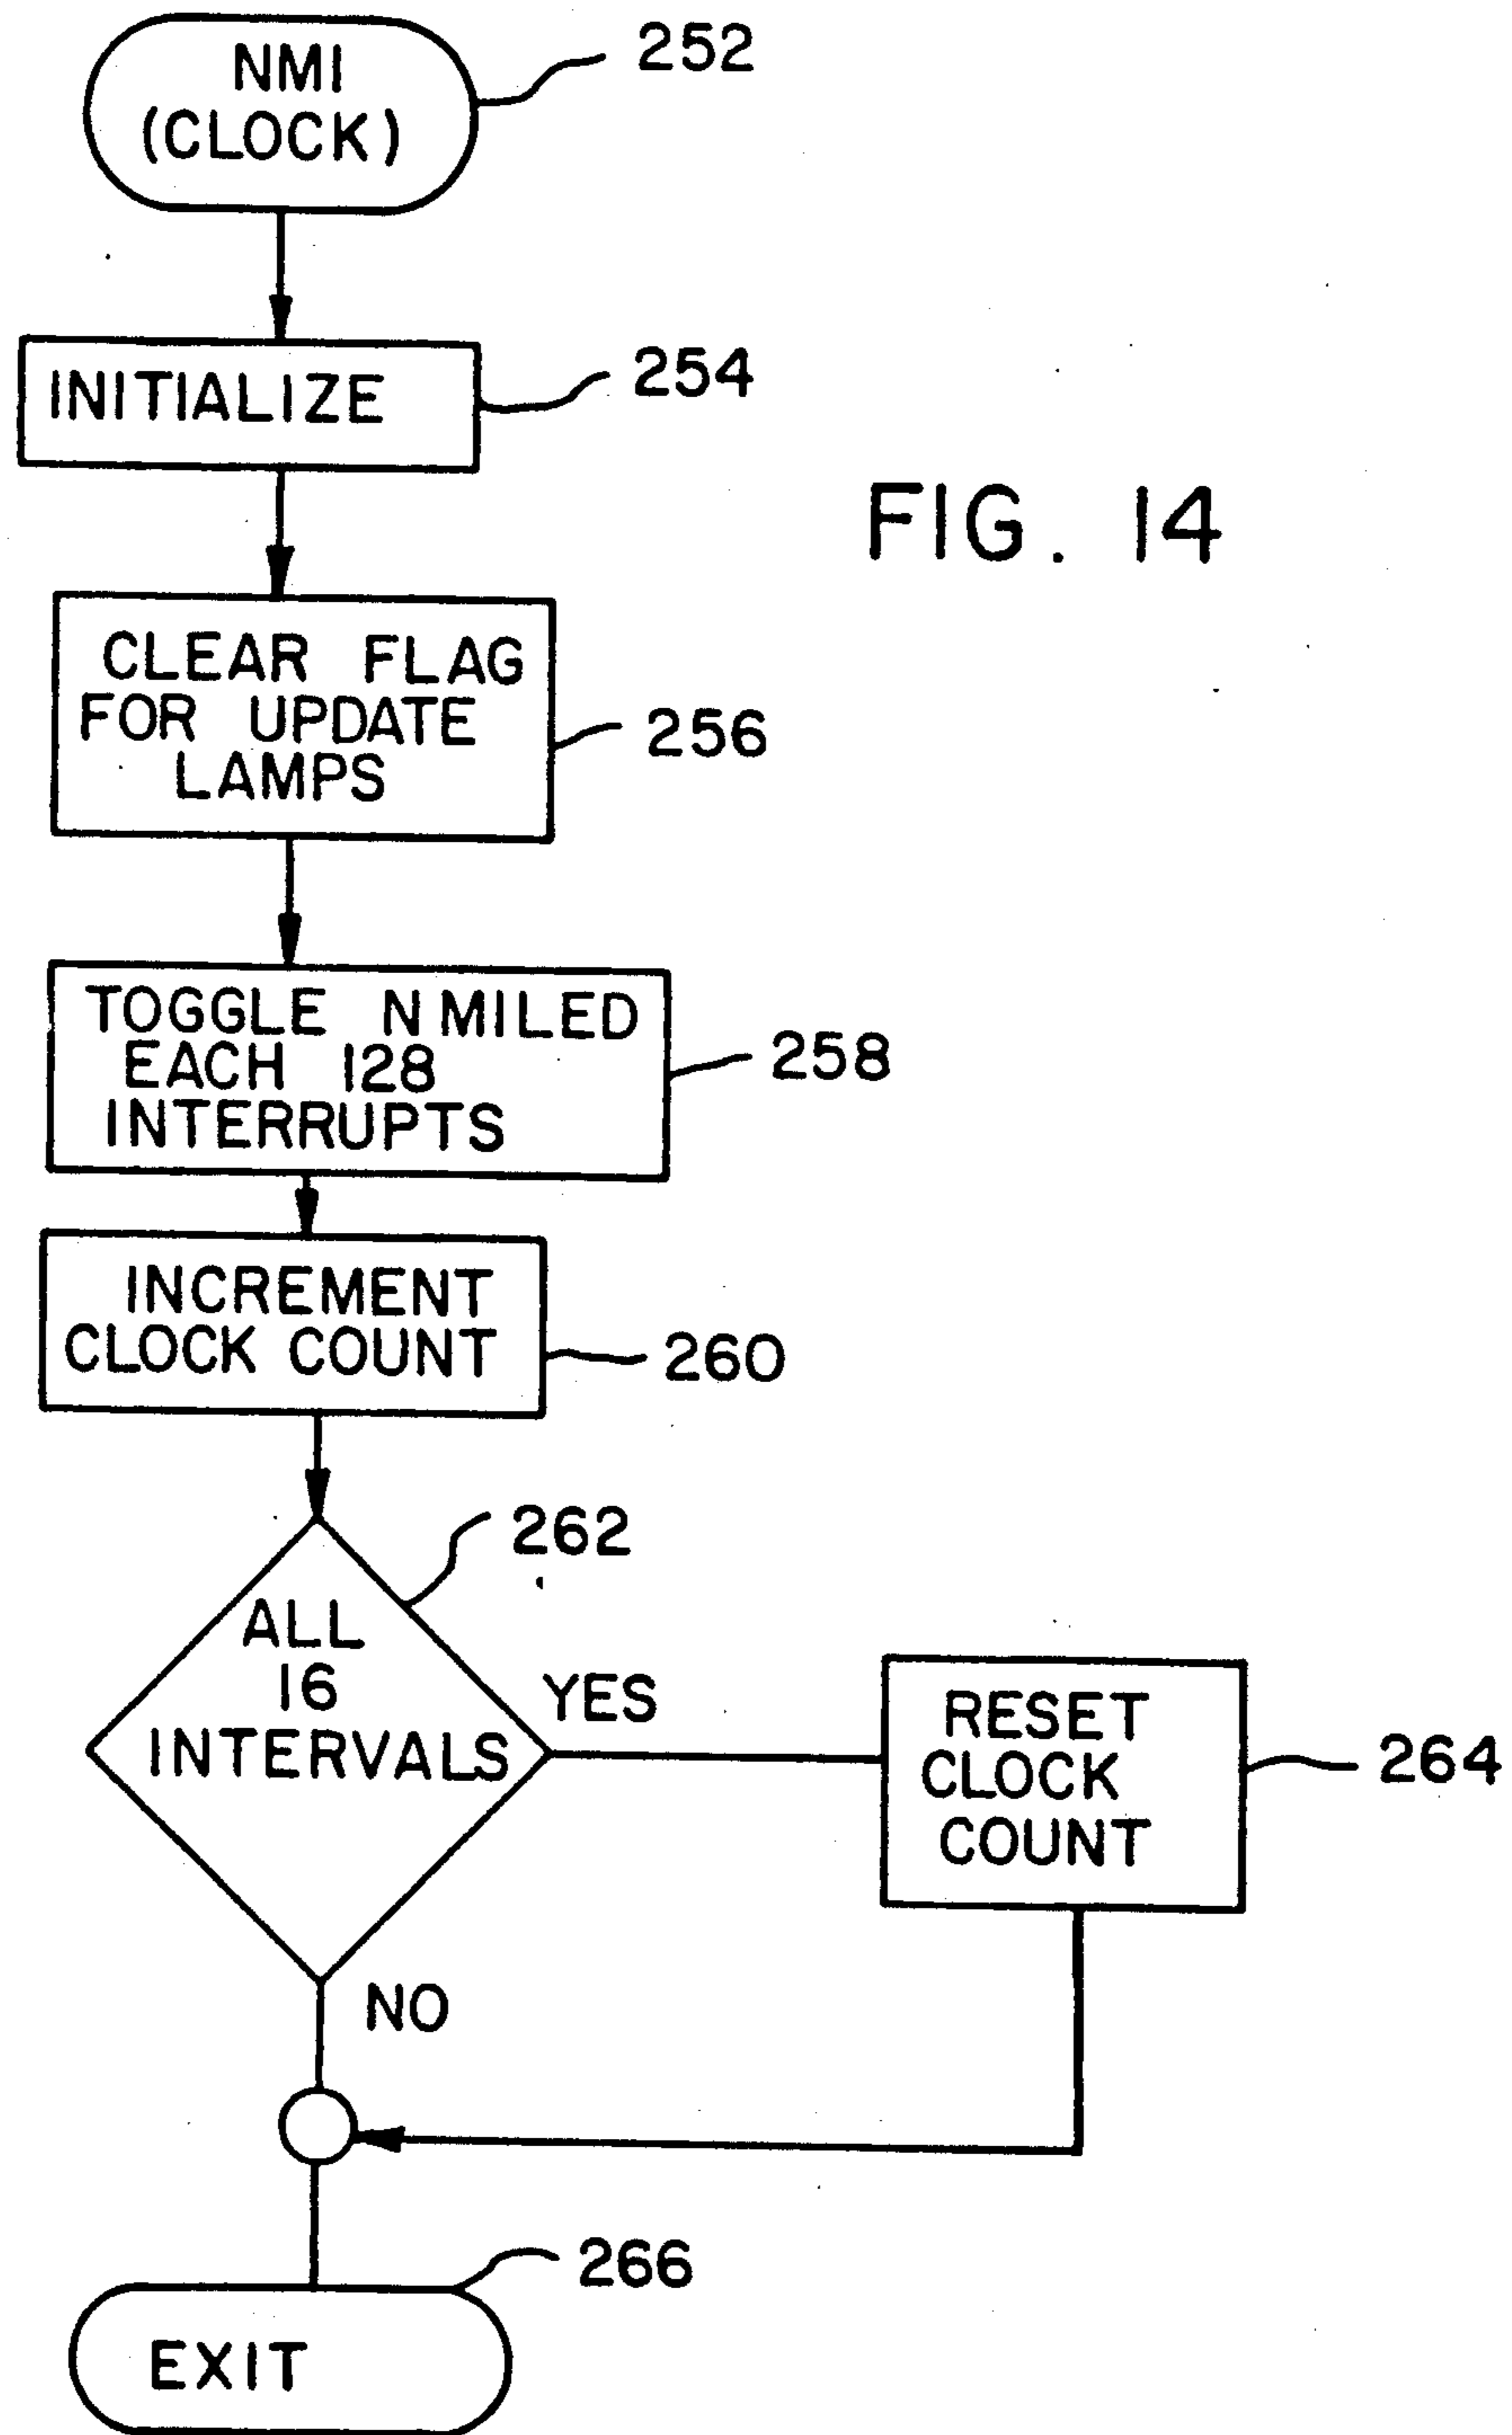 NMI
(CLOCK)
252
INITIALIZE
254
FIG. 14
CLEAR FLAG
FOR UPDATE
LAMPS
256
TOGGLE NMILED
EACH 128
INTERRUPTS
258
INCREMENT
CLOCK COUNT
260
262
ALL
16
INTERVALS
YES
RESET
CLOCK
COUNT
264
NO
266
EXIT